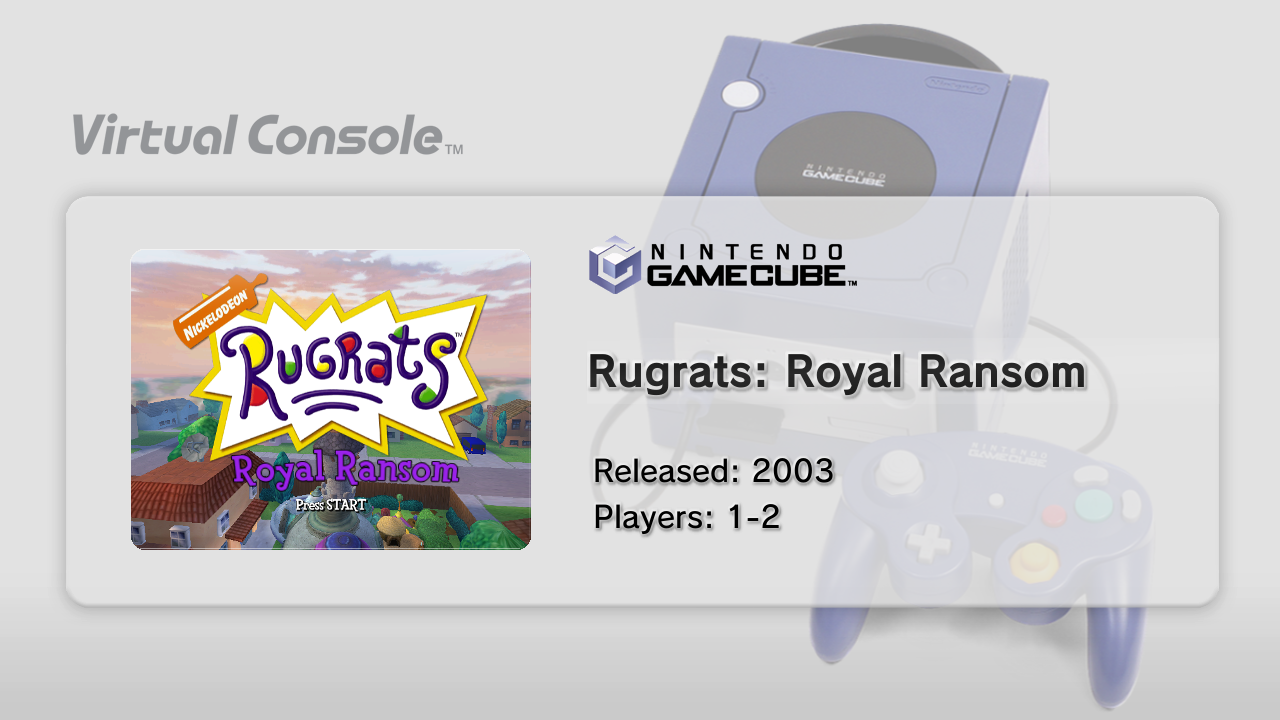 Nintendo
Virtual Console™
NINTENDO
GAMECUBE
NINTENDO
GAMECUBE™
NICKELODEON
RUGRATS™
Royal Ransom
Press START
Rugrats: Royal Ransom
Released: 2003
Players: 1-2
NINTENDO
GAMECUBE